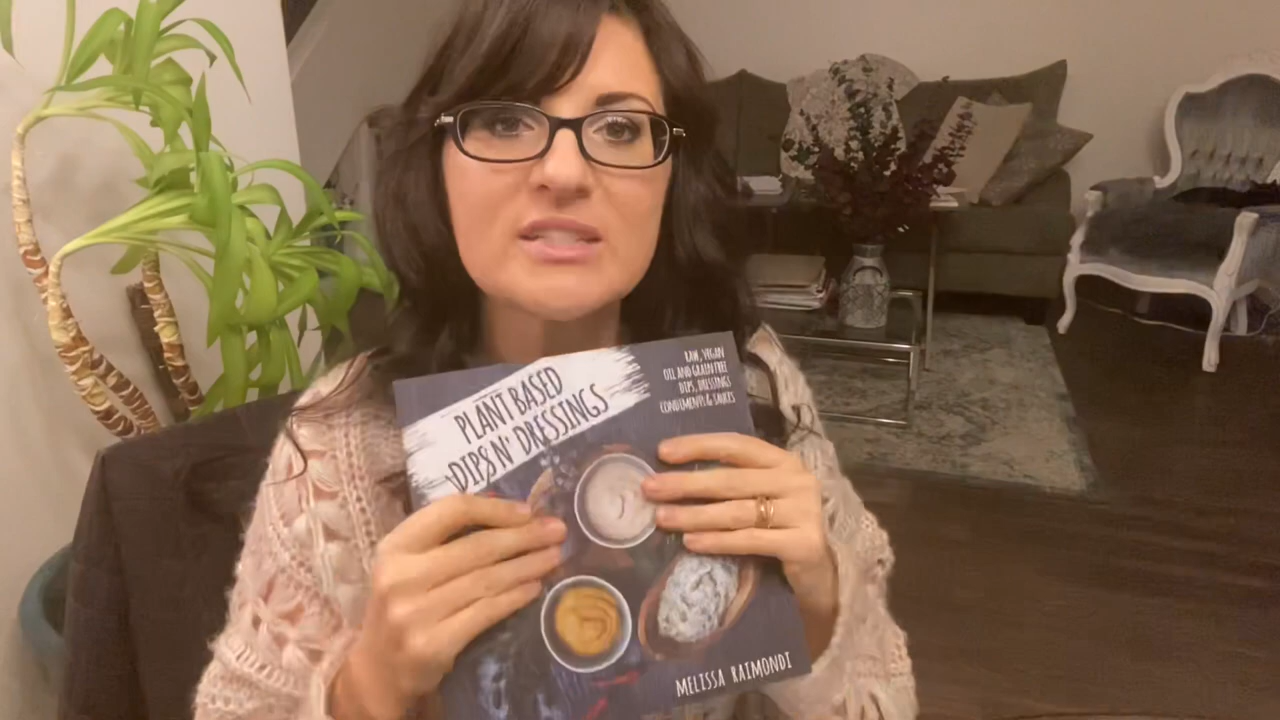 PLANT BASED
DIPS N' DRESSINGS
RAW, VEGAN
OIL AND GRAIN FREE
DIPS, DRESSINGS
CONDIMENTS & SAUCES
MELISSA RAIMONDI